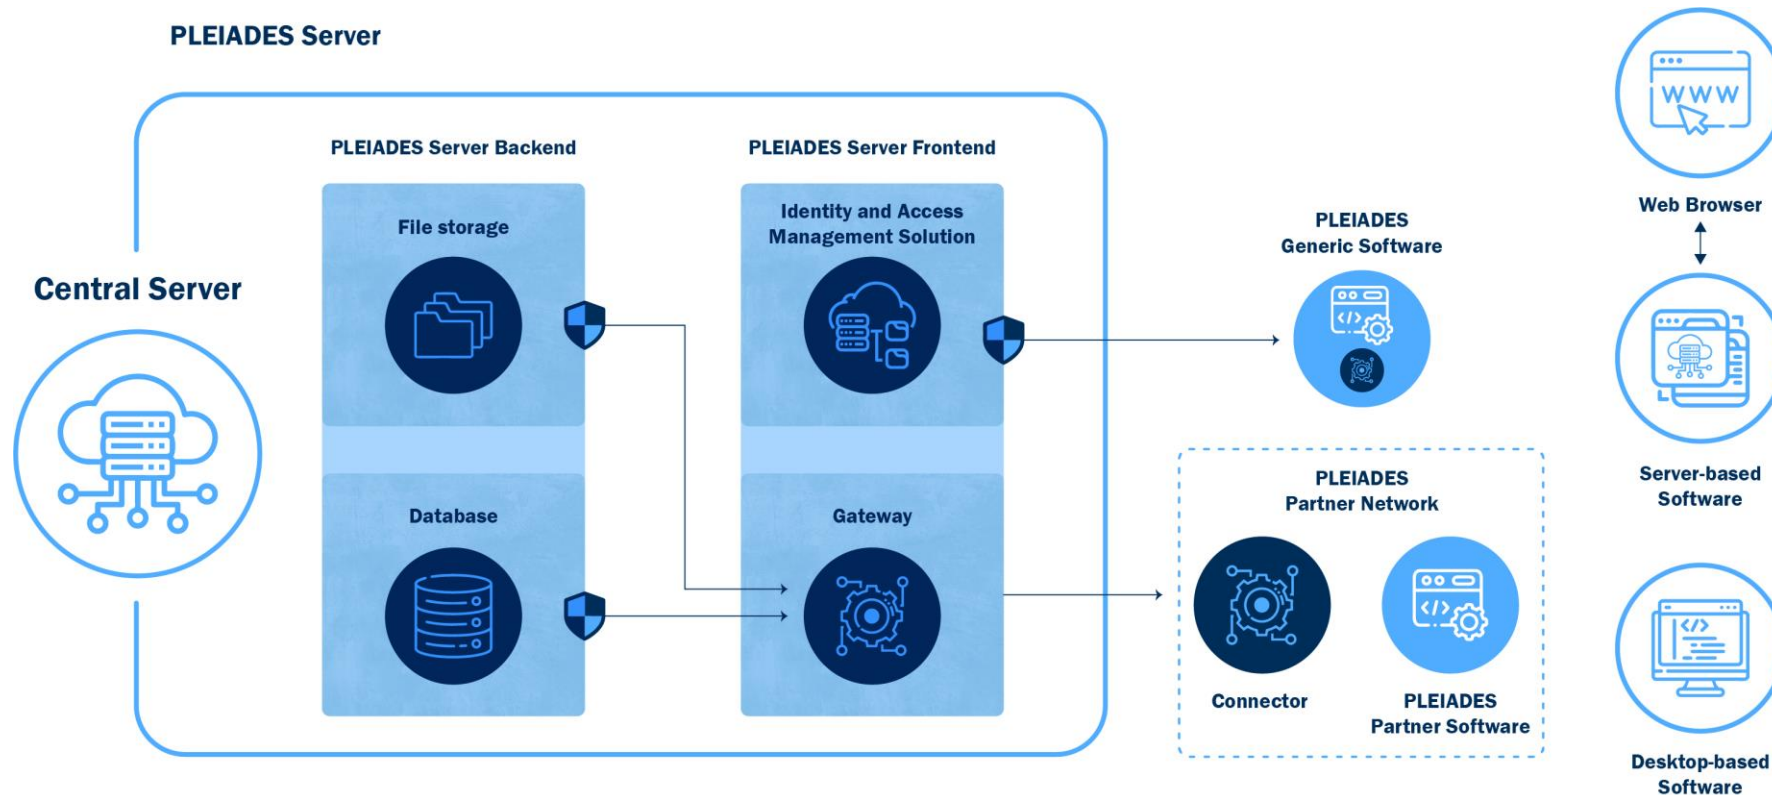 PLEIADES Server
Central Server
PLEIADES Server Backend
File storage
Database
PLEIADES Server Frontend
Identity and Access
Management Solution
Gateway
PLEIADES
Generic Software
</>
PLEIADES
Partner Network
Connector
</>
PLEIADES
Partner Software
WWW
Web Browser
Server-based
Software
</>
Desktop-based
Software